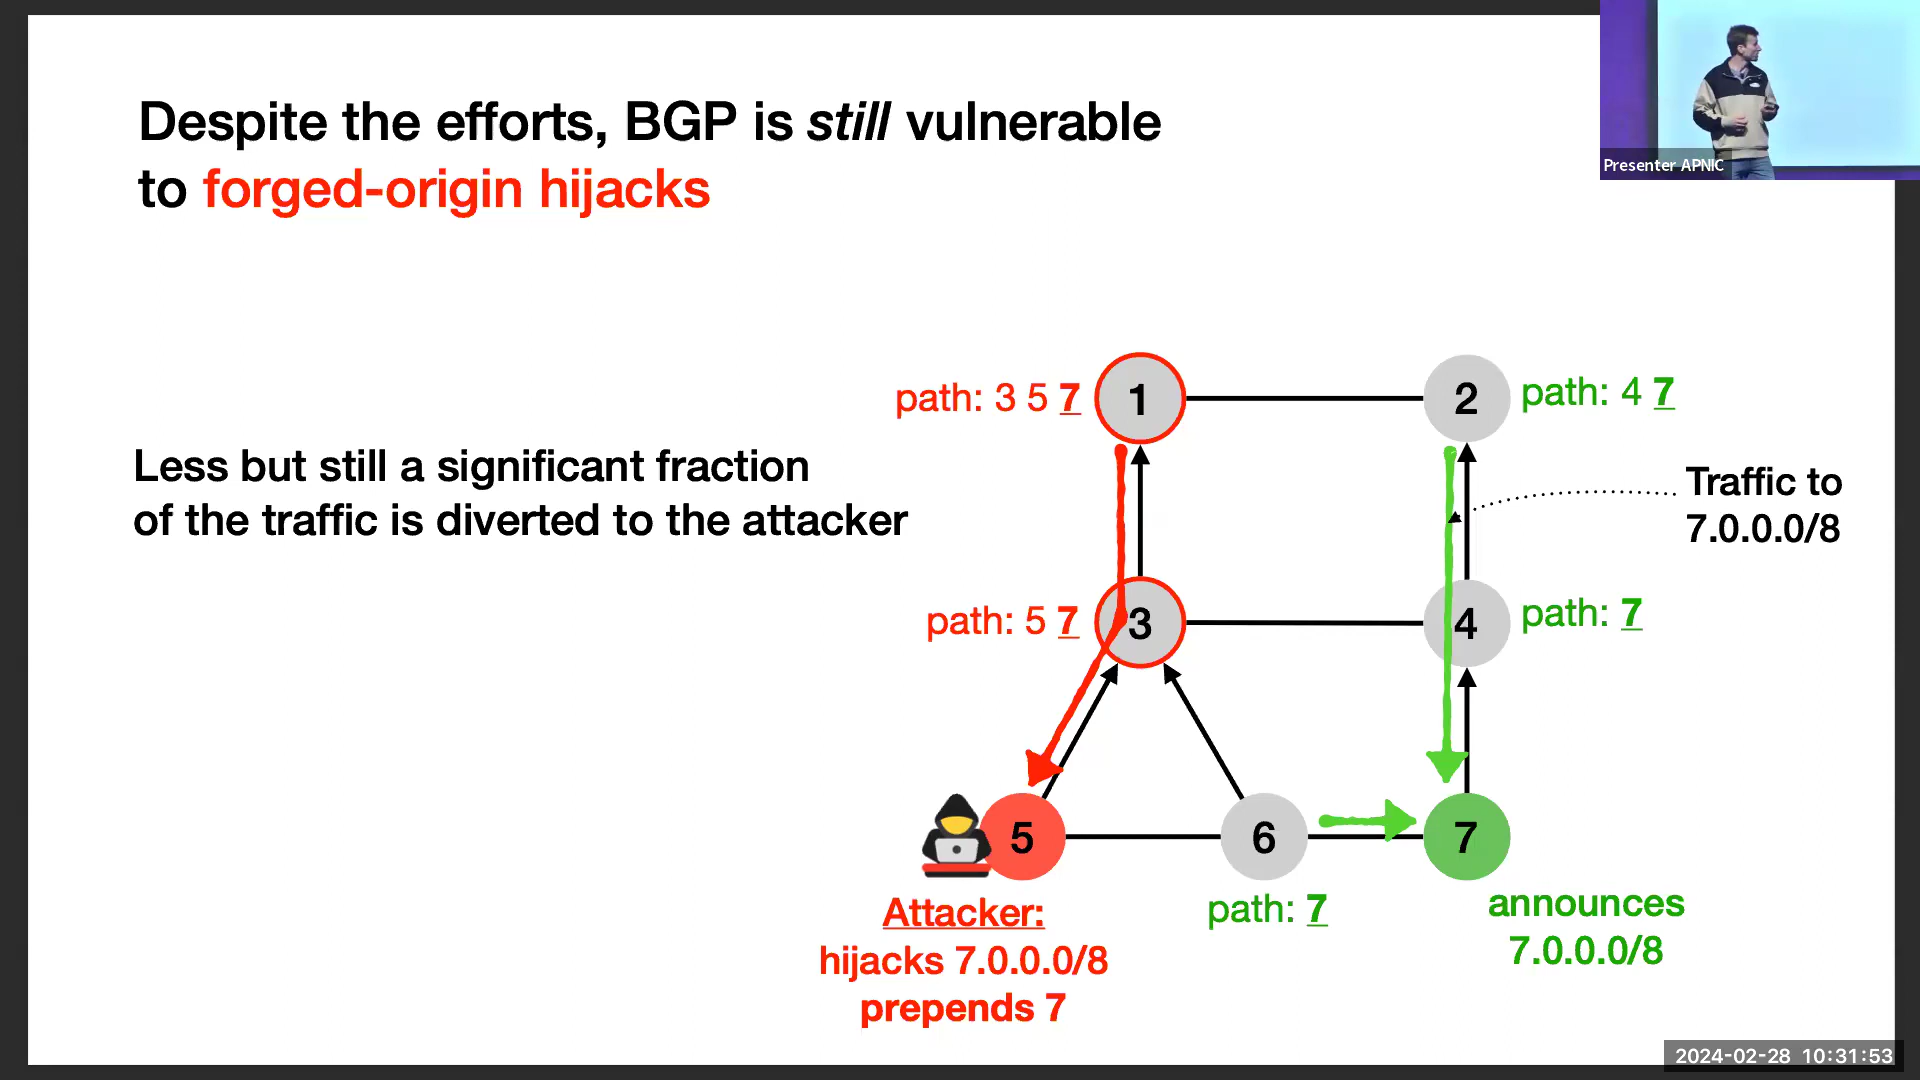 Despite the efforts, BGP is still vulnerable
to forged-origin hijacks
Presenter APNIC
Less but still a significant fraction
of the traffic is diverted to the attacker
path: 3 5 7
1
2
path: 4 7
Traffic to
7.0.0.0/8
path: 5 7
3
4
path: 7
5
6
7
Attacker:
hijacks 7.0.0.0/8
prepends 7
path: 7
announces
7.0.0.0/8
2024-02-28 10:31:53